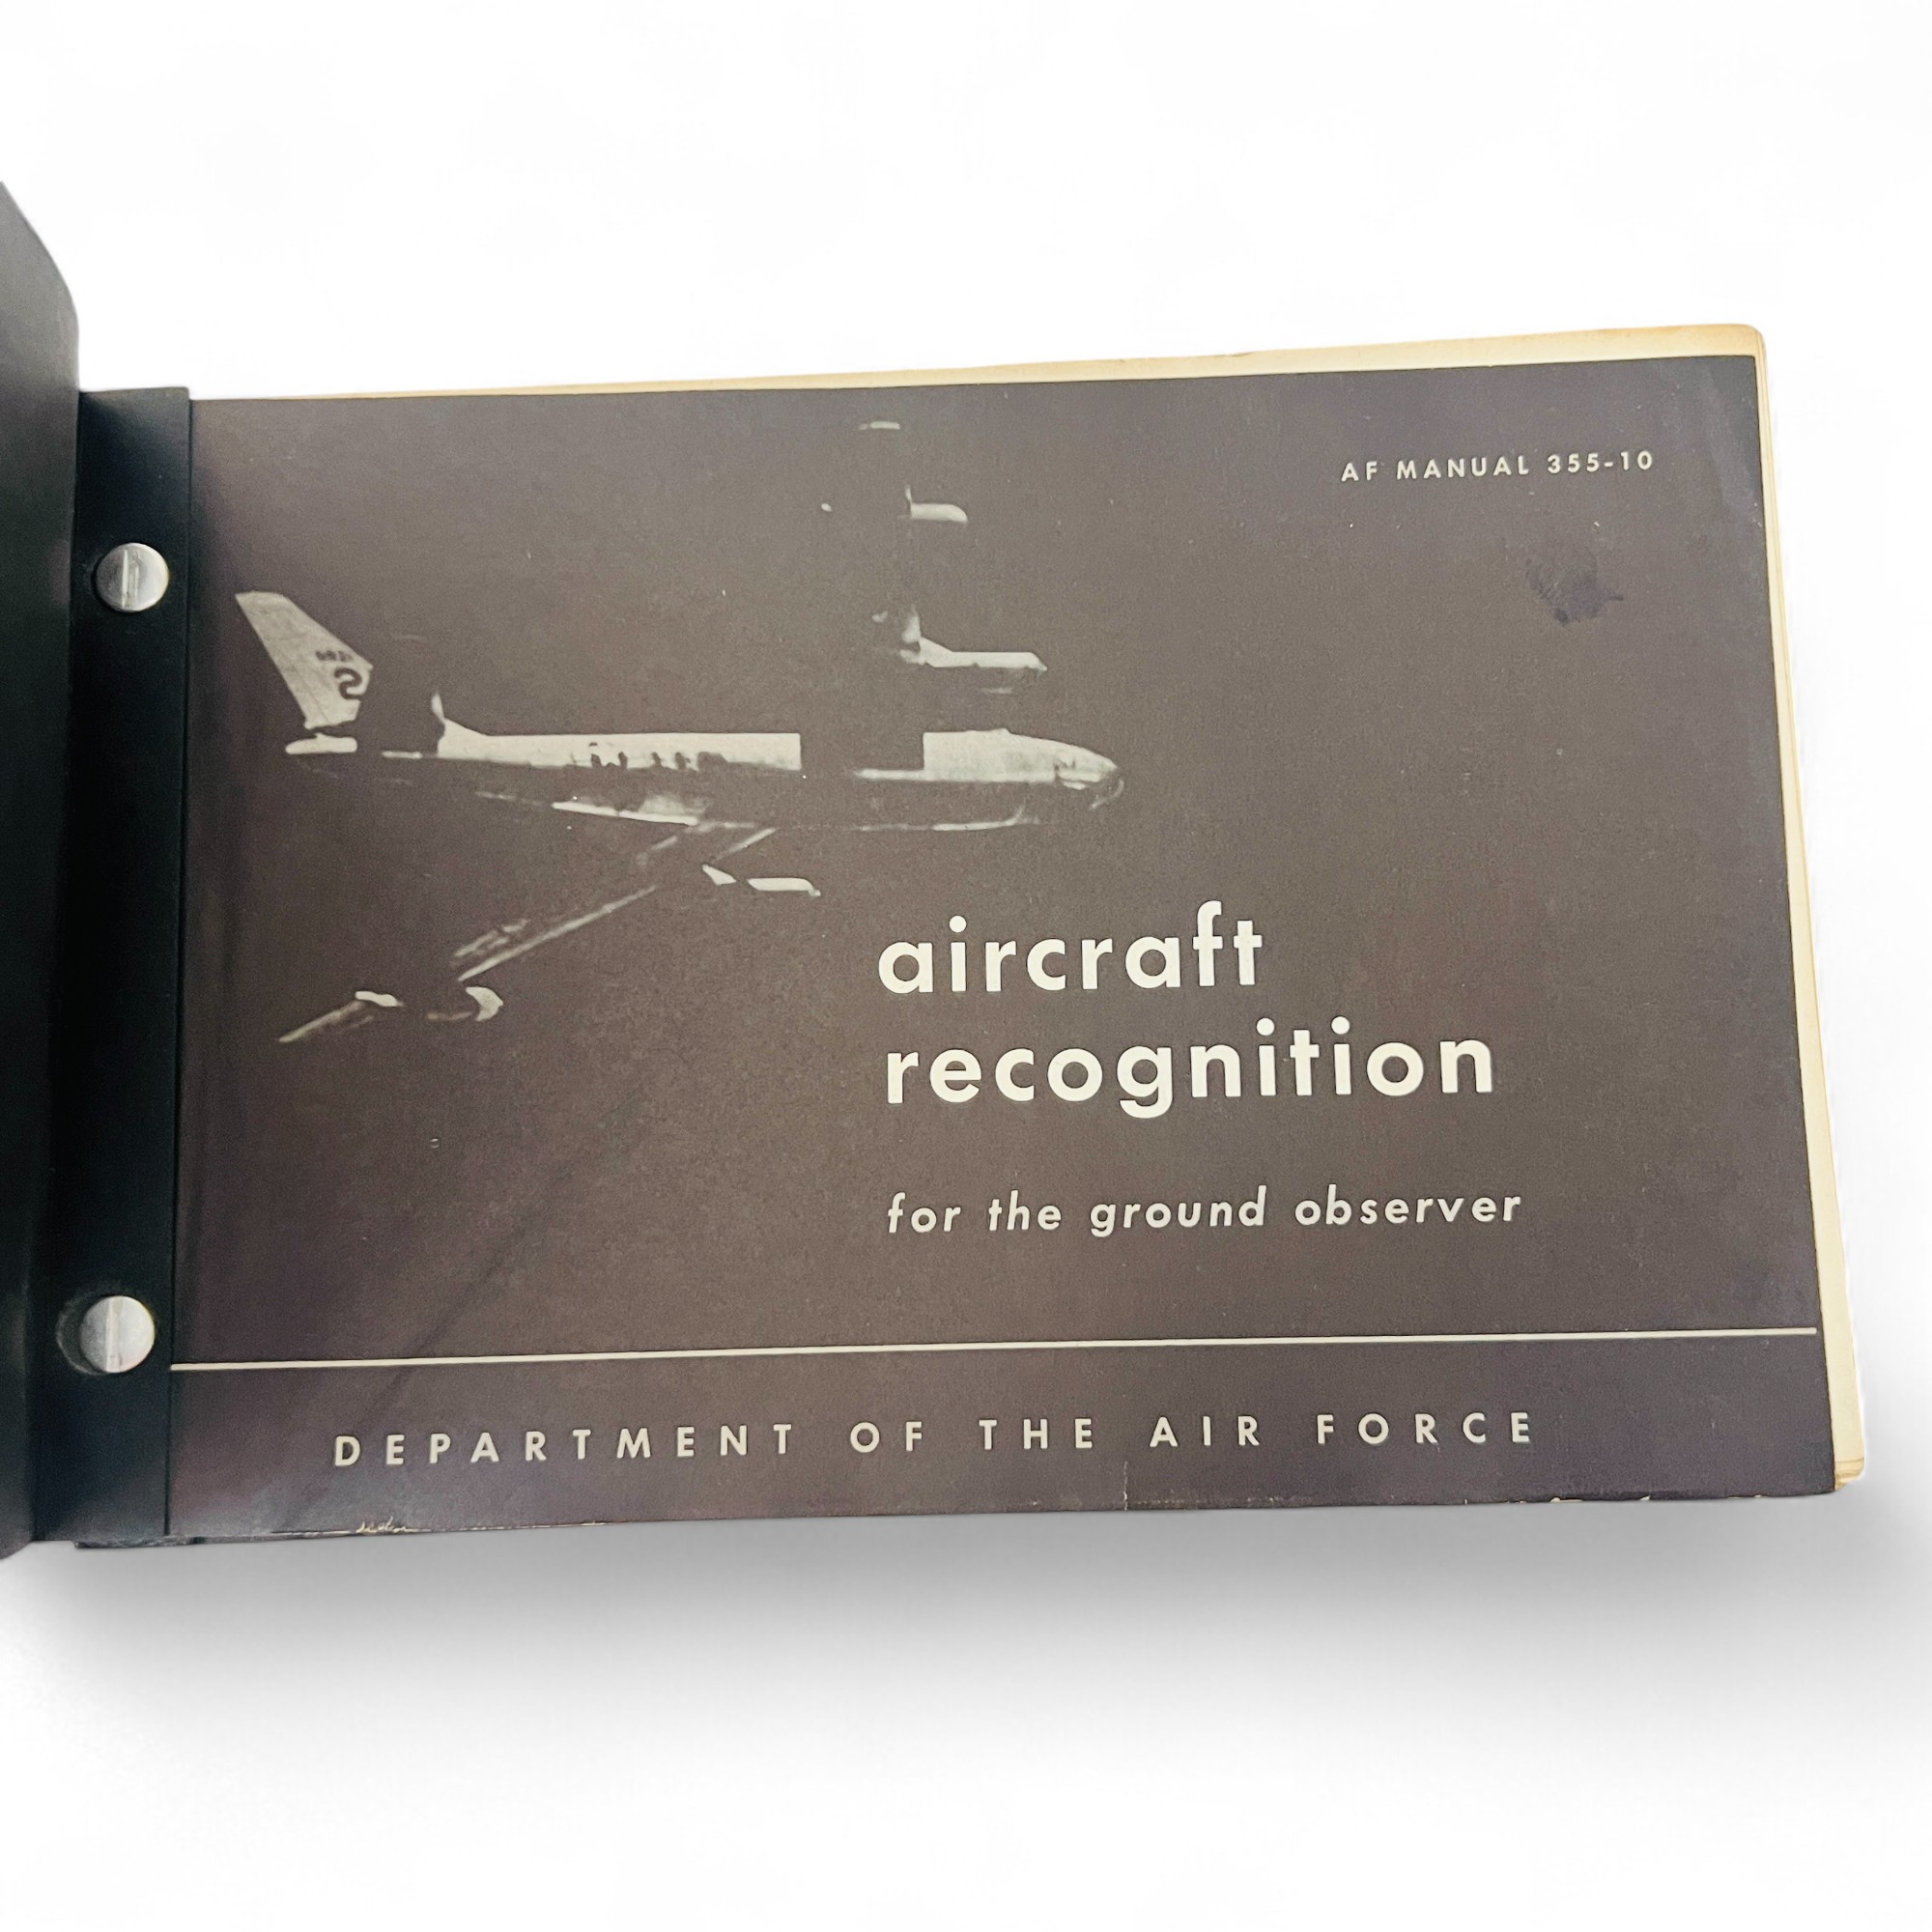 AF MANUAL 355-10
aircraft
recognition
for the ground observer
DEPARTMENT OF THE AIR FORCE